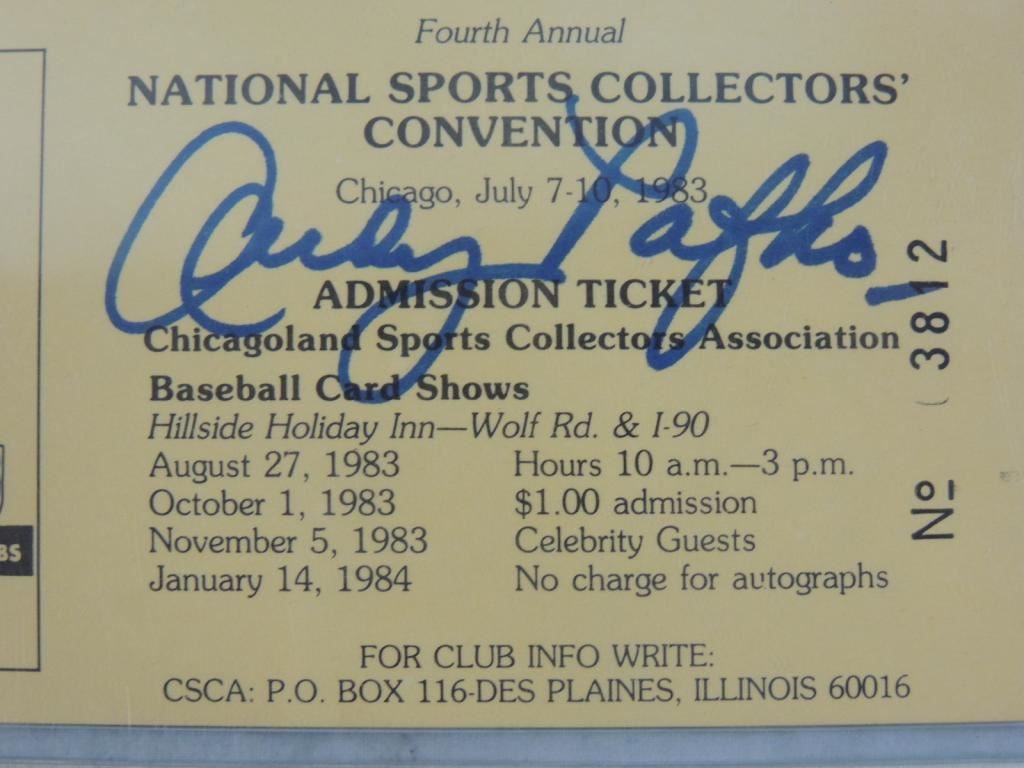 Fourth Annual
NATIONAL SPORTS COLLECTORS'
CONVENTION
Chicago, July 7-10, 1983
Andy Pafko
ADMISSION TICKET
Chicagoland Sports Collectors Association
Baseball Card Shows
Hillside Holiday Inn—Wolf Rd. & I-90
August 27, 1983 Hours 10 a.m.—3 p.m.
October 1, 1983 $1.00 admission
November 5, 1983 Celebrity Guests
January 14, 1984 No charge for autographs
FOR CLUB INFO WRITE:
CSCA: P.O. BOX 116-DES PLAINES, ILLINOIS 60016
No ( 3812
BS